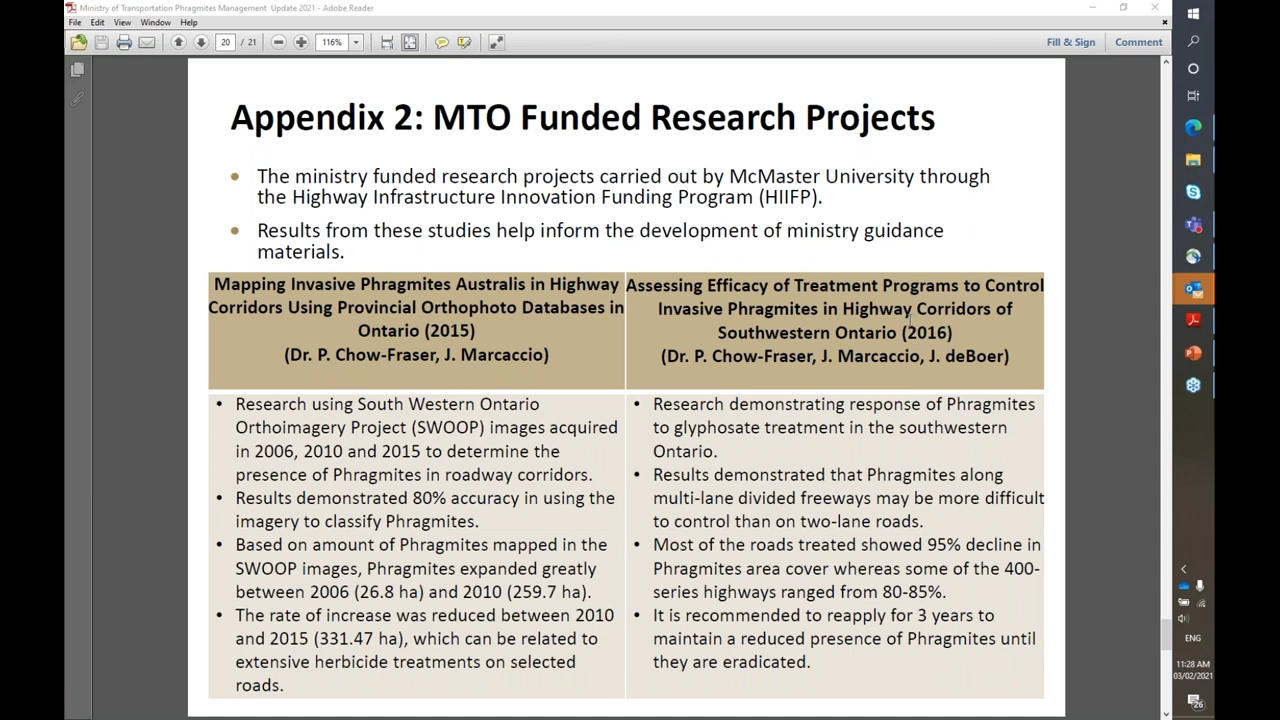 Ministry of Transportation Phragmites Management Update 2021 - Adobe Reader
File Edit View Window Help
20 / 21 116% Fill & Sign Comment
Appendix 2: MTO Funded Research Projects
• The ministry funded research projects carried out by McMaster University through
the Highway Infrastructure Innovation Funding Program (HIIFP).
• Results from these studies help inform the development of ministry guidance
materials.
Mapping Invasive Phragmites Australis in Highway
Corridors Using Provincial Orthophoto Databases in
Ontario (2015)
(Dr. P. Chow-Fraser, J. Marcaccio)
• Research using South Western Ontario
Orthoimagery Project (SWOOP) images acquired
in 2006, 2010 and 2015 to determine the
presence of Phragmites in roadway corridors.
• Results demonstrated 80% accuracy in using the
imagery to classify Phragmites.
• Based on amount of Phragmites mapped in the
SWOOP images, Phragmites expanded greatly
between 2006 (26.8 ha) and 2010 (259.7 ha).
• The rate of increase was reduced between 2010
and 2015 (331.47 ha), which can be related to
extensive herbicide treatments on selected
roads.
Assessing Efficacy of Treatment Programs to Control
Invasive Phragmites in Highway Corridors of
Southwestern Ontario (2016)
(Dr. P. Chow-Fraser, J. Marcaccio, J. deBoer)
• Research demonstrating response of Phragmites
to glyphosate treatment in the southwestern
Ontario.
• Results demonstrated that Phragmites along
multi-lane divided freeways may be more difficult
to control than on two-lane roads.
• Most of the roads treated showed 95% decline in
Phragmites area cover whereas some of the 400-
series highways ranged from 80-85%.
• It is recommended to reapply for 3 years to
maintain a reduced presence of Phragmites until
they are eradicated.
ENG
11:28 AM
03/02/2021
26